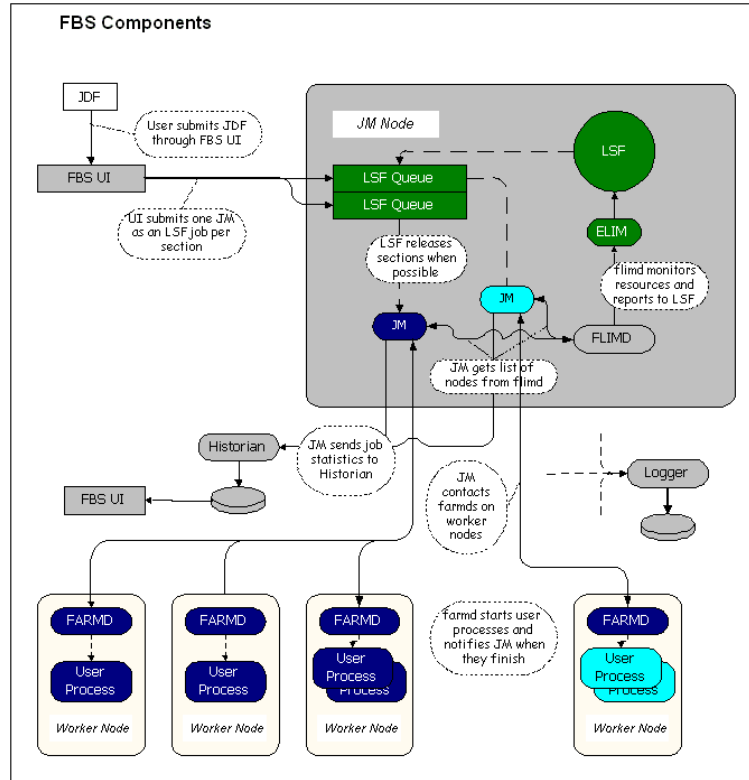 FBS Components
JDF
User submits JDF
through FBS UI
JM Node
LSF
FBS UI
LSF Queue
LSF Queue
UI submits one JM
as an LSF job per
section
ELIM
LSF releases
sections when
possible
flimd monitors
resources and
reports to LSF
JM
JM
FLIMD
JM gets list of
nodes from flimd
Historian
JM sends job
statistics to
Historian
JM
contacts
farmds on
worker
nodes
Logger
FBS UI
FARMD
User
Process
Worker Node
FARMD
User
Process
Worker Node
FARMD
User
Process
Process
Worker Node
farmd starts user
processes and
notifies JM when
they finish
FARMD
User
Process
Process
Worker Node